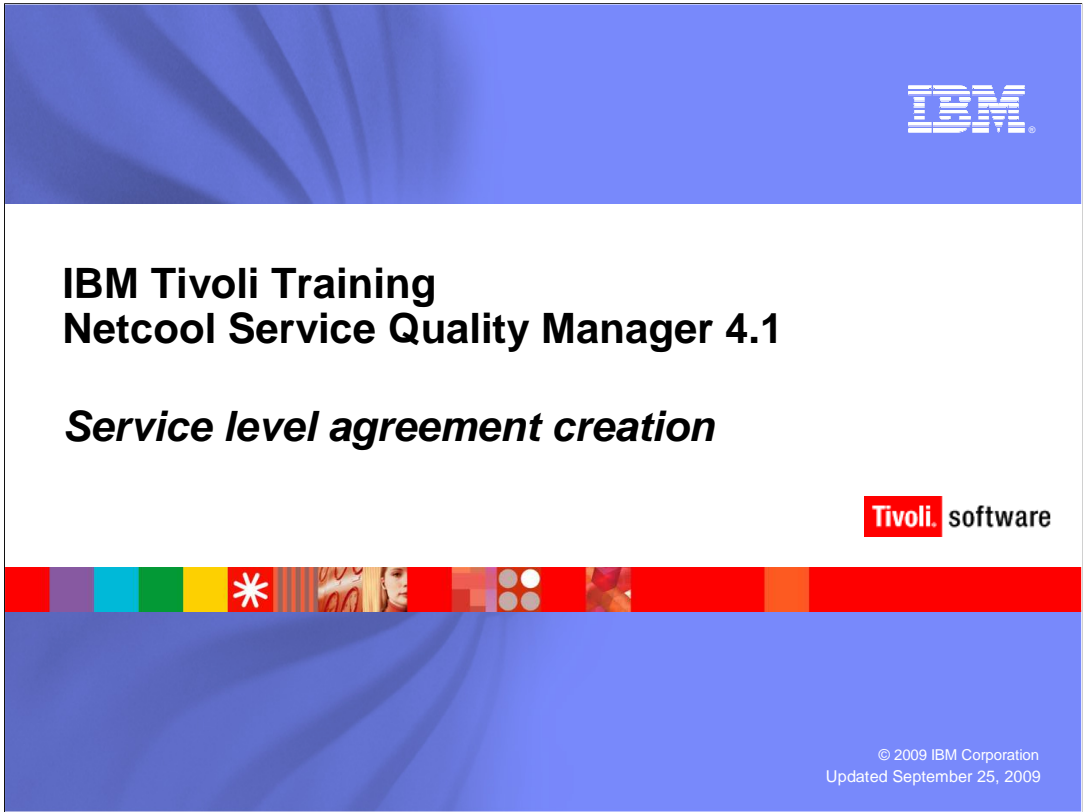 IBM®
IBM Tivoli Training
Netcool Service Quality Manager 4.1
Service level agreement creation
Tivoli. software
© 2009 IBM Corporation
Updated September 25, 2009